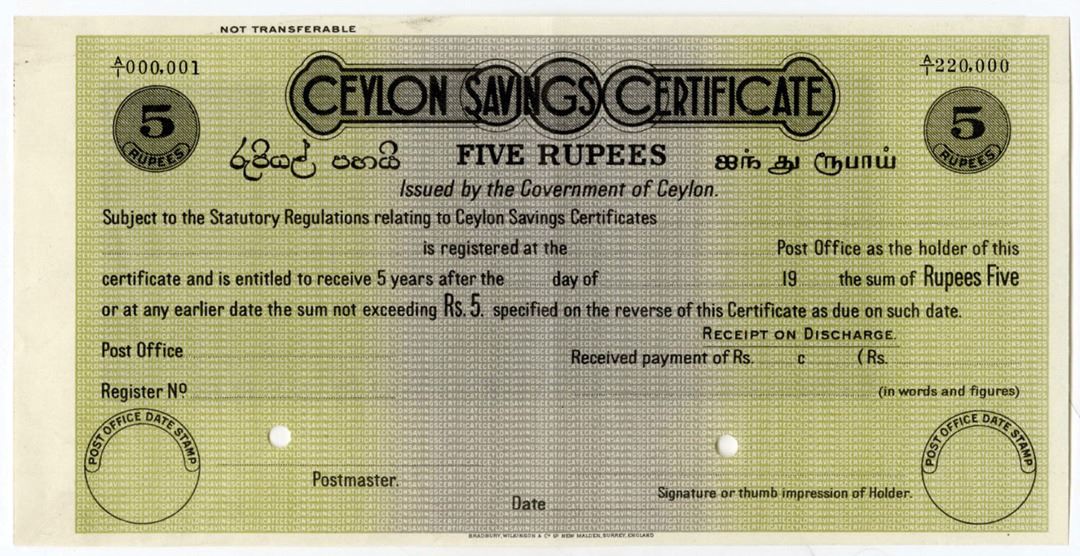 NOT TRANSFERABLE
A/1 000,001
A/1 220,000
CEYLON SAVINGS CERTIFICATE
5 RUPEES
5 RUPEES
රුපියල් පහයි FIVE RUPEES ஐந்து ரூபாய்
Issued by the Government of Ceylon.
Subject to the Statutory Regulations relating to Ceylon Savings Certificates
is registered at the Post Office as the holder of this
certificate and is entitled to receive 5 years after the day of 19 the sum of Rupees Five
or at any earlier date the sum not exceeding Rs. 5. specified on the reverse of this Certificate as due on such date.
RECEIPT ON DISCHARGE.
Post Office
Received payment of Rs. c (Rs.
Register Nº
(in words and figures)
POST OFFICE DATE STAMP
POST OFFICE DATE STAMP
Postmaster.
Signature or thumb impression of Holder.
Date
BRADBURY, WILKINSON & Cº Lº NEW MALDEN, SURREY, ENGLAND